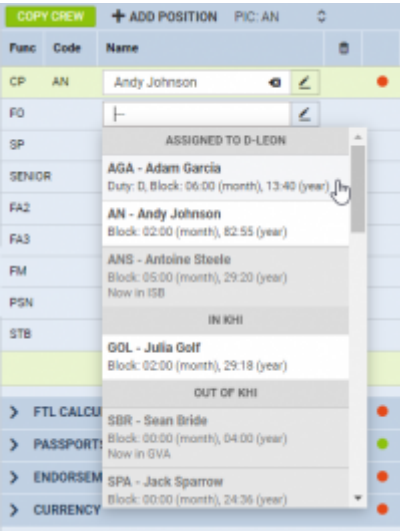 COPY CREW + ADD POSITION PIC: AN
Func Code Name
CP AN Andy Johnson
FO
SP
SENIOR
FA2
FA3
FM
PSN
STB
ASSIGNED TO D-LEON
AGA - Adam Garcia
Duty: D, Block: 06:00 (month), 13:40 (year)
AN - Andy Johnson
Block: 02:00 (month), 82:55 (year)
ANS - Antoine Steele
Block: 05:00 (month), 29:20 (year)
Now in ISB
IN KHI
GOL - Julia Golf
Block: 02:00 (month), 29:18 (year)
OUT OF KHI
SBR - Sean Bride
Block: 00:00 (month), 04:00 (year)
Now in GVA
SPA - Jack Sparrow
Block: 00:00 (month), 24:36 (year)
FTL CALCU
PASSPORT
ENDORSEM
CURRENCY